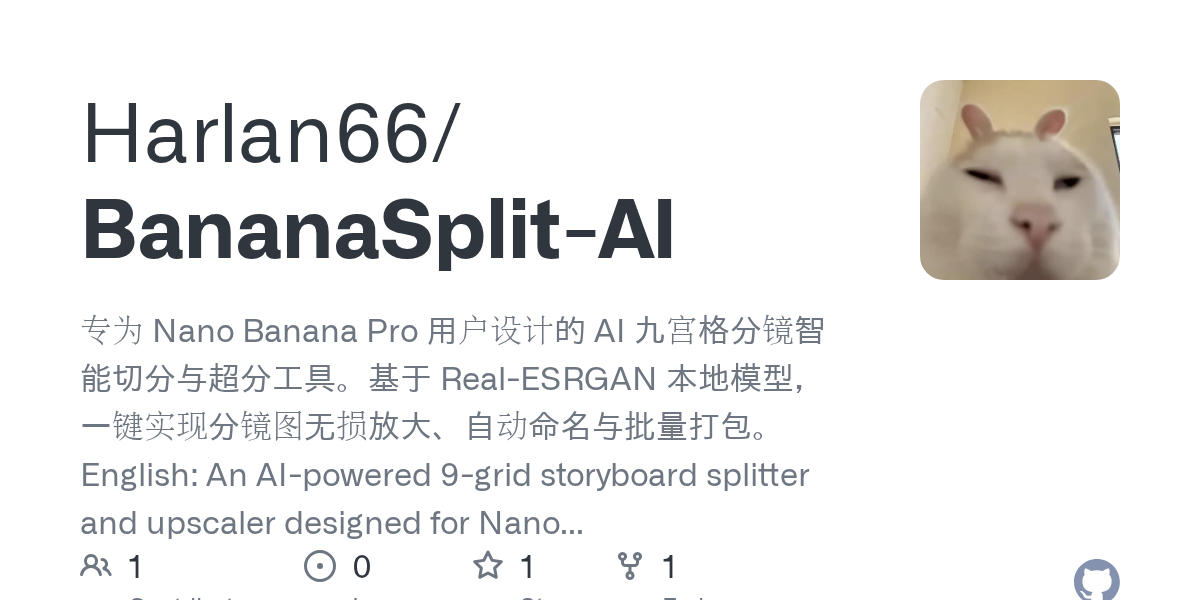 Harlan66/
BananaSplit-AI
专为 Nano Banana Pro 用户设计的 AI 九宫格分镜智
能切分与超分工具。基于 Real-ESRGAN 本地模型，
一键实现分镜图无损放大、自动命名与批量打包。
English: An AI-powered 9-grid storyboard splitter
and upscaler designed for Nano...
1 0 1 1